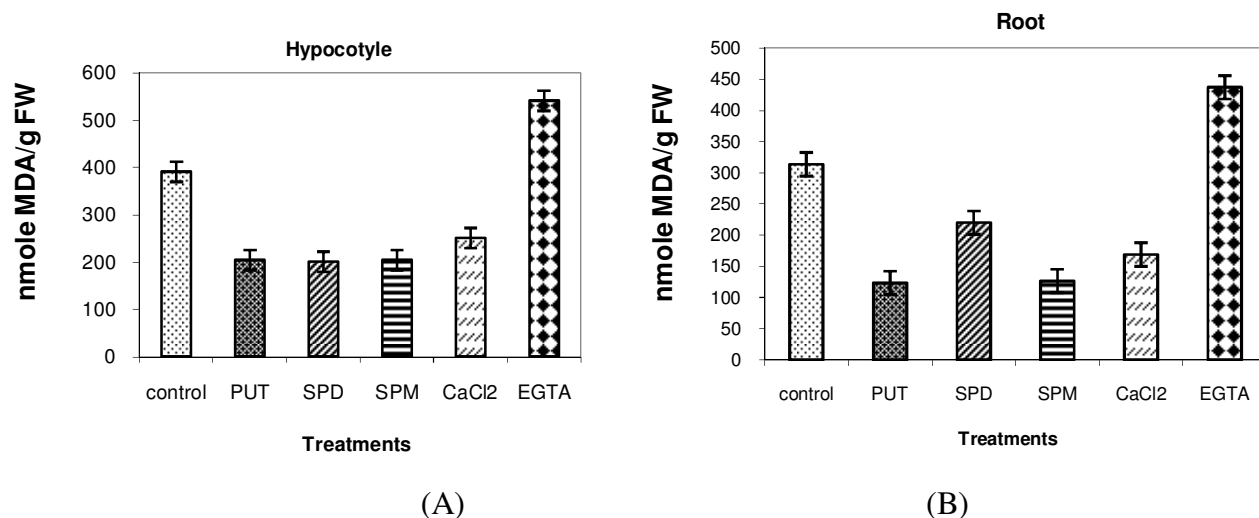 Hypocotyle
nmole MDA/g FW
600
500
400
300
200
100
0
control PUT SPD SPM CaCl2 EGTA
Treatments
(A)
Root
nmole MDA/g FW
500
450
400
350
300
250
200
150
100
50
0
control PUT SPD SPM CaCl2 EGTA
Treatments
(B)